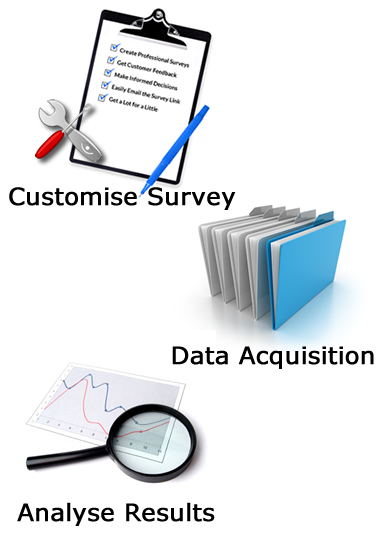 Create Professional Surveys
Get Customer Feedback
Make Informed Decisions
Easily Email the Survey Link
Get a Lot for a Little
Customise Survey
Data Acquisition
Analyse Results